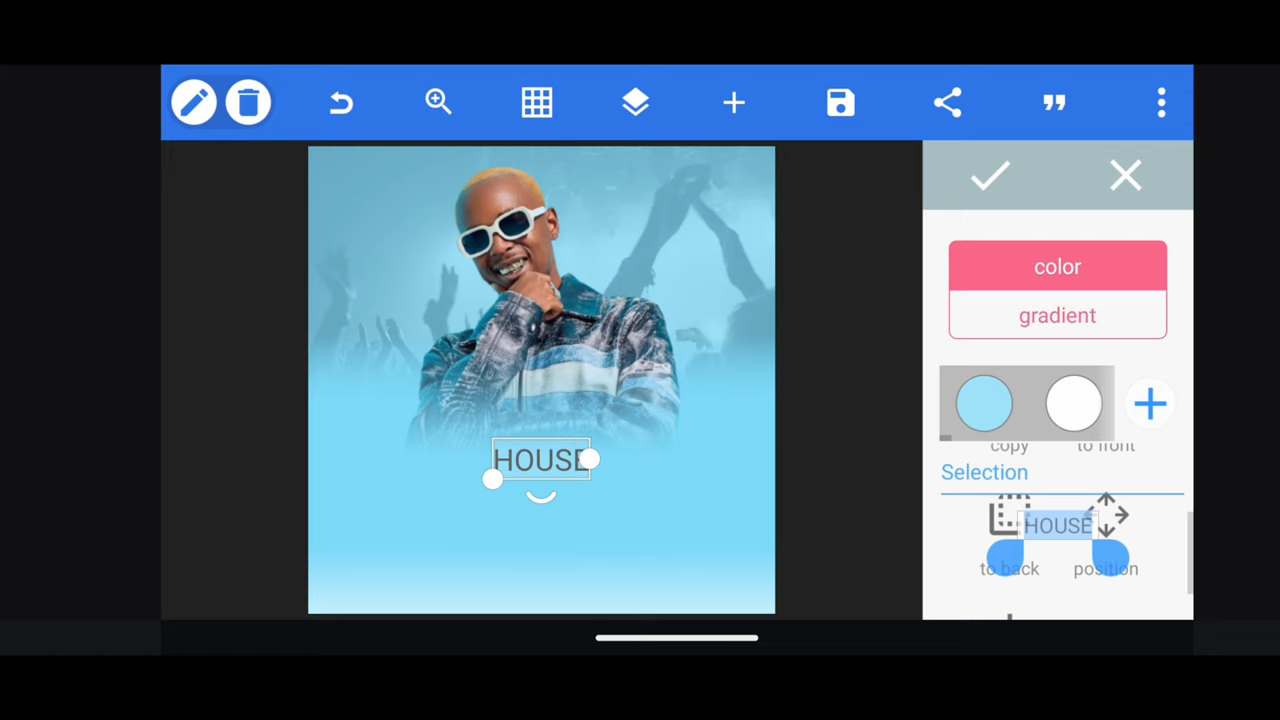 color
gradient
copy to front
Selection
HOUSE
HOUSE
to back position